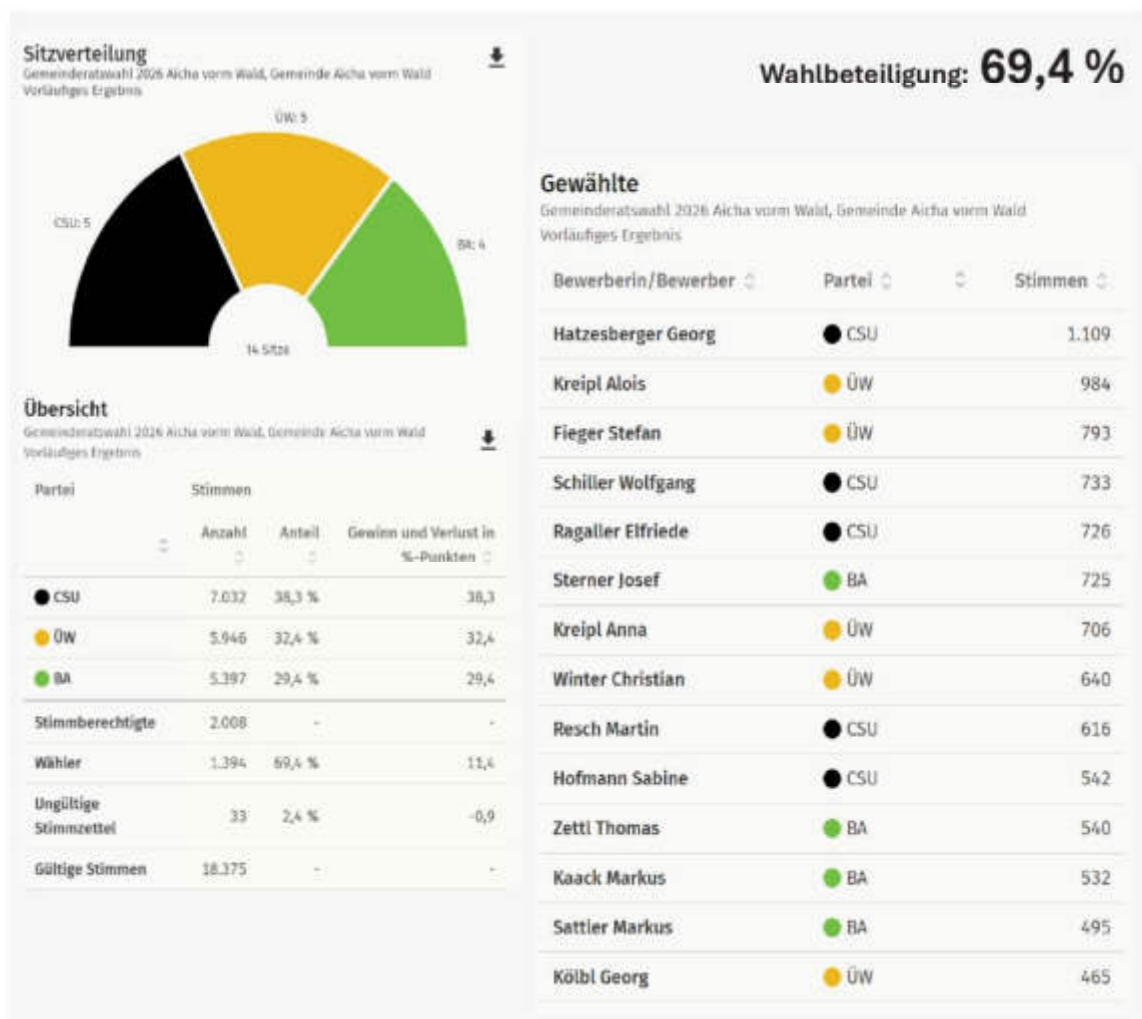 Sitzverteilung
Gemeinderatswahl 2026 Aicha vorm Wald, Gemeinde Aicha vorm Wald
Vorläufiges Ergebnis
ÜW: 5
CSU: 5
BA: 4
14 Sitze
Übersicht
Gemeinderatswahl 2026 Aicha vorm Wald, Gemeinde Aicha vorm Wald
Vorläufiges Ergebnis
Partei Stimmen
Anzahl Anteil Gewinn und Verlust in
%-Punkten
CSU 7.032 38,3 % 38,3
ÜW 5.946 32,4 % 32,4
BA 5.397 29,4 % 29,4
Stimmberechtigte 2.008 - -
Wähler 1.394 69,4 % 11,4
Ungültige
Stimmzettel 33 2,4 % -0,9
Gültige Stimmen 18.375 - -
Wahlbeteiligung: 69,4 %
Gewählte
Gemeinderatswahl 2026 Aicha vorm Wald, Gemeinde Aicha vorm Wald
Vorläufiges Ergebnis
Bewerberin/Bewerber Partei Stimmen
Hatzesberger Georg CSU 1.109
Kreipl Alois ÜW 984
Fieger Stefan ÜW 793
Schiller Wolfgang CSU 733
Ragaller Elfriede CSU 726
Sterner Josef BA 725
Kreipl Anna ÜW 706
Winter Christian ÜW 640
Resch Martin CSU 616
Hofmann Sabine CSU 542
Zettl Thomas BA 540
Kaack Markus BA 532
Sattler Markus BA 495
Kölbl Georg ÜW 465